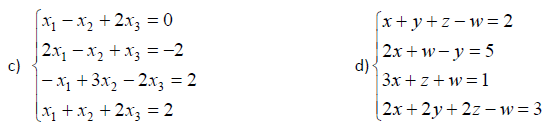 c) x₁ − x₂ + 2x₃ = 0
2x₁ − x₂ + x₃ = −2
−x₁ + 3x₂ − 2x₃ = 2
x₁ + x₂ + 2x₃ = 2
d) x + y + z − w = 2
2x + w − y = 5
3x + z + w = 1
2x + 2y + 2z − w = 3